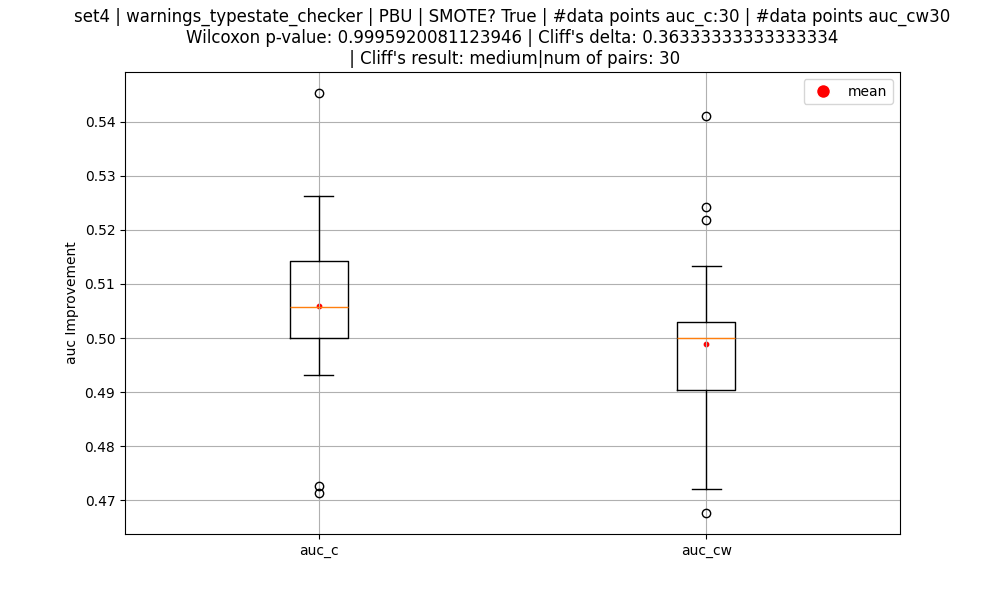 set4 | warnings_typestate_checker | PBU | SMOTE? True | #data points auc_c:30 | #data points auc_cw30
Wilcoxon p-value: 0.9995920081123946 | Cliff's delta: 0.36333333333333334
| Cliff's result: medium|num of pairs: 30
mean
0.54
0.53
0.52
0.51
0.50
0.49
0.48
0.47
auc Improvement
auc_c
auc_cw